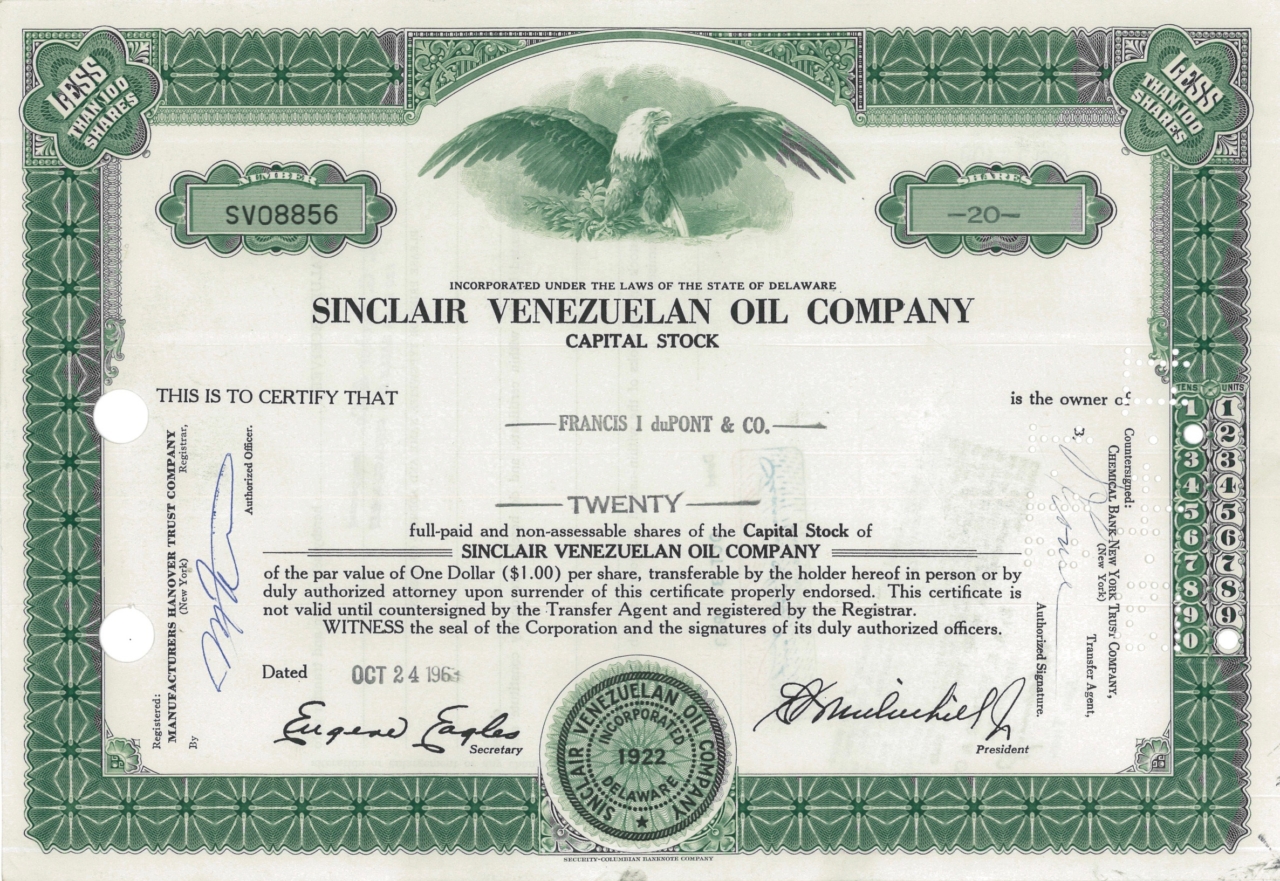 LESS
THAN 100
SHARES
LESS
THAN 100
SHARES
NUMBER
SV08856
SHARES
—20—
INCORPORATED UNDER THE LAWS OF THE STATE OF DELAWARE
SINCLAIR VENEZUELAN OIL COMPANY
CAPITAL STOCK
THIS IS TO CERTIFY THAT
is the owner of
FRANCIS I duPONT & CO.
TWENTY
full-paid and non-assessable shares of the Capital Stock of
SINCLAIR VENEZUELAN OIL COMPANY
of the par value of One Dollar ($1.00) per share, transferable by the holder hereof in person or by
duly authorized attorney upon surrender of this certificate properly endorsed. This certificate is
not valid until countersigned by the Transfer Agent and registered by the Registrar.
WITNESS the seal of the Corporation and the signatures of its duly authorized officers.
Dated OCT 24 196
Eugene Eagles
Secretary
President
SINCLAIR VENEZUELAN OIL COMPANY
INCORPORATED
1922
DELAWARE
Registered:
MANUFACTURERS HANOVER TRUST COMPANY
(New York) Registrar,
By
Authorized Officer.
Countersigned:
CHEMICAL BANK NEW YORK TRUST COMPANY,
(New York) Transfer Agent,
3.
Authorized Signature.
TENS UNITS
1 1
2
3 3
4 4
5 5
6 6
7 7
8 8
9 9
0
SECURITY-COLUMBIAN BANKNOTE COMPANY